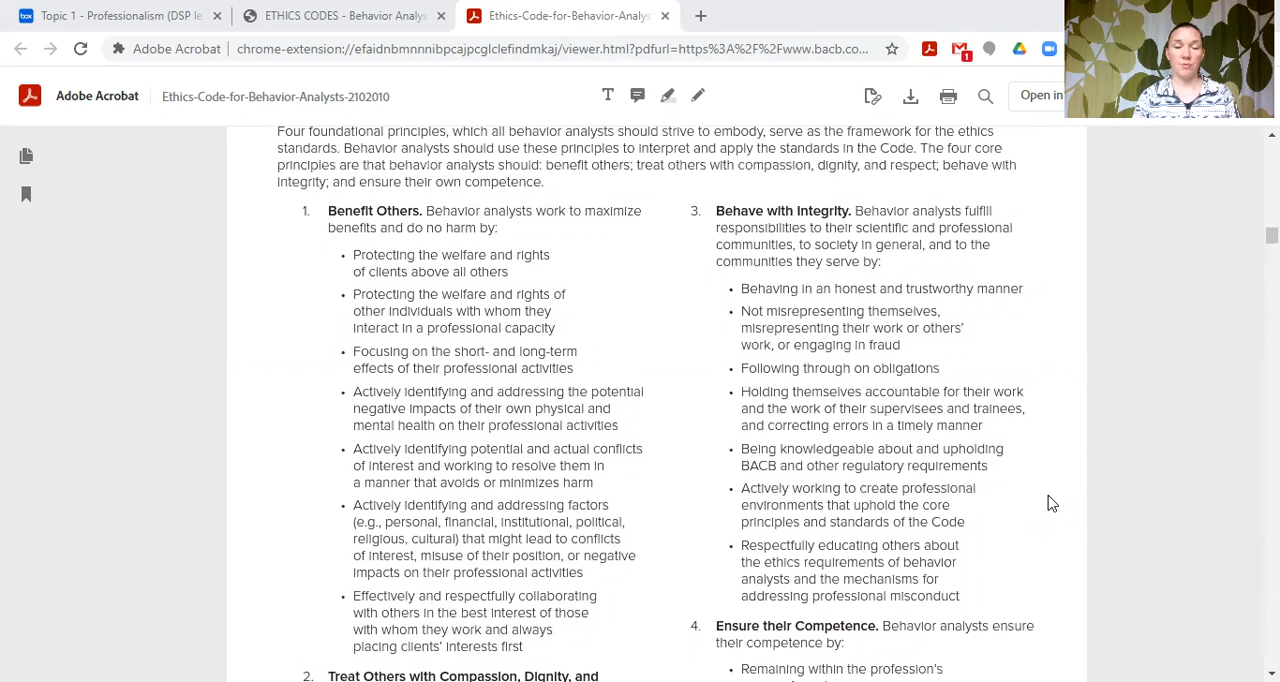 Topic 1 - Professionalism (DSP le
ETHICS CODES - Behavior Analys
Ethics-Code-for-Behavior-Analys
Adobe Acrobat
chrome-extension://efaidnbmnnnibpcajpcglclefindmkaj/viewer.html?pdfurl=https%3A%2F%2Fwww.bacb.co...
1
Adobe Acrobat
Ethics-Code-for-Behavior-Analysts-2102010
Open in
Four foundational principles, which all behavior analysts should strive to embody, serve as the framework for the ethics
standards. Behavior analysts should use these principles to interpret and apply the standards in the Code. The four core
principles are that behavior analysts should: benefit others; treat others with compassion, dignity, and respect; behave with
integrity; and ensure their own competence.
1. Benefit Others. Behavior analysts work to maximize
benefits and do no harm by:
• Protecting the welfare and rights
of clients above all others
• Protecting the welfare and rights of
other individuals with whom they
interact in a professional capacity
• Focusing on the short- and long-term
effects of their professional activities
• Actively identifying and addressing the potential
negative impacts of their own physical and
mental health on their professional activities
• Actively identifying potential and actual conflicts
of interest and working to resolve them in
a manner that avoids or minimizes harm
• Actively identifying and addressing factors
(e.g., personal, financial, institutional, political,
religious, cultural) that might lead to conflicts
of interest, misuse of their position, or negative
impacts on their professional activities
• Effectively and respectfully collaborating
with others in the best interest of those
with whom they work and always
placing clients' interests first
2. Treat Others with Compassion, Dignity, and
3. Behave with Integrity. Behavior analysts fulfill
responsibilities to their scientific and professional
communities, to society in general, and to the
communities they serve by:
• Behaving in an honest and trustworthy manner
• Not misrepresenting themselves,
misrepresenting their work or others'
work, or engaging in fraud
• Following through on obligations
• Holding themselves accountable for their work
and the work of their supervisees and trainees,
and correcting errors in a timely manner
• Being knowledgeable about and upholding
BACB and other regulatory requirements
• Actively working to create professional
environments that uphold the core
principles and standards of the Code
• Respectfully educating others about
the ethics requirements of behavior
analysts and the mechanisms for
addressing professional misconduct
4. Ensure their Competence. Behavior analysts ensure
their competence by:
• Remaining within the profession's